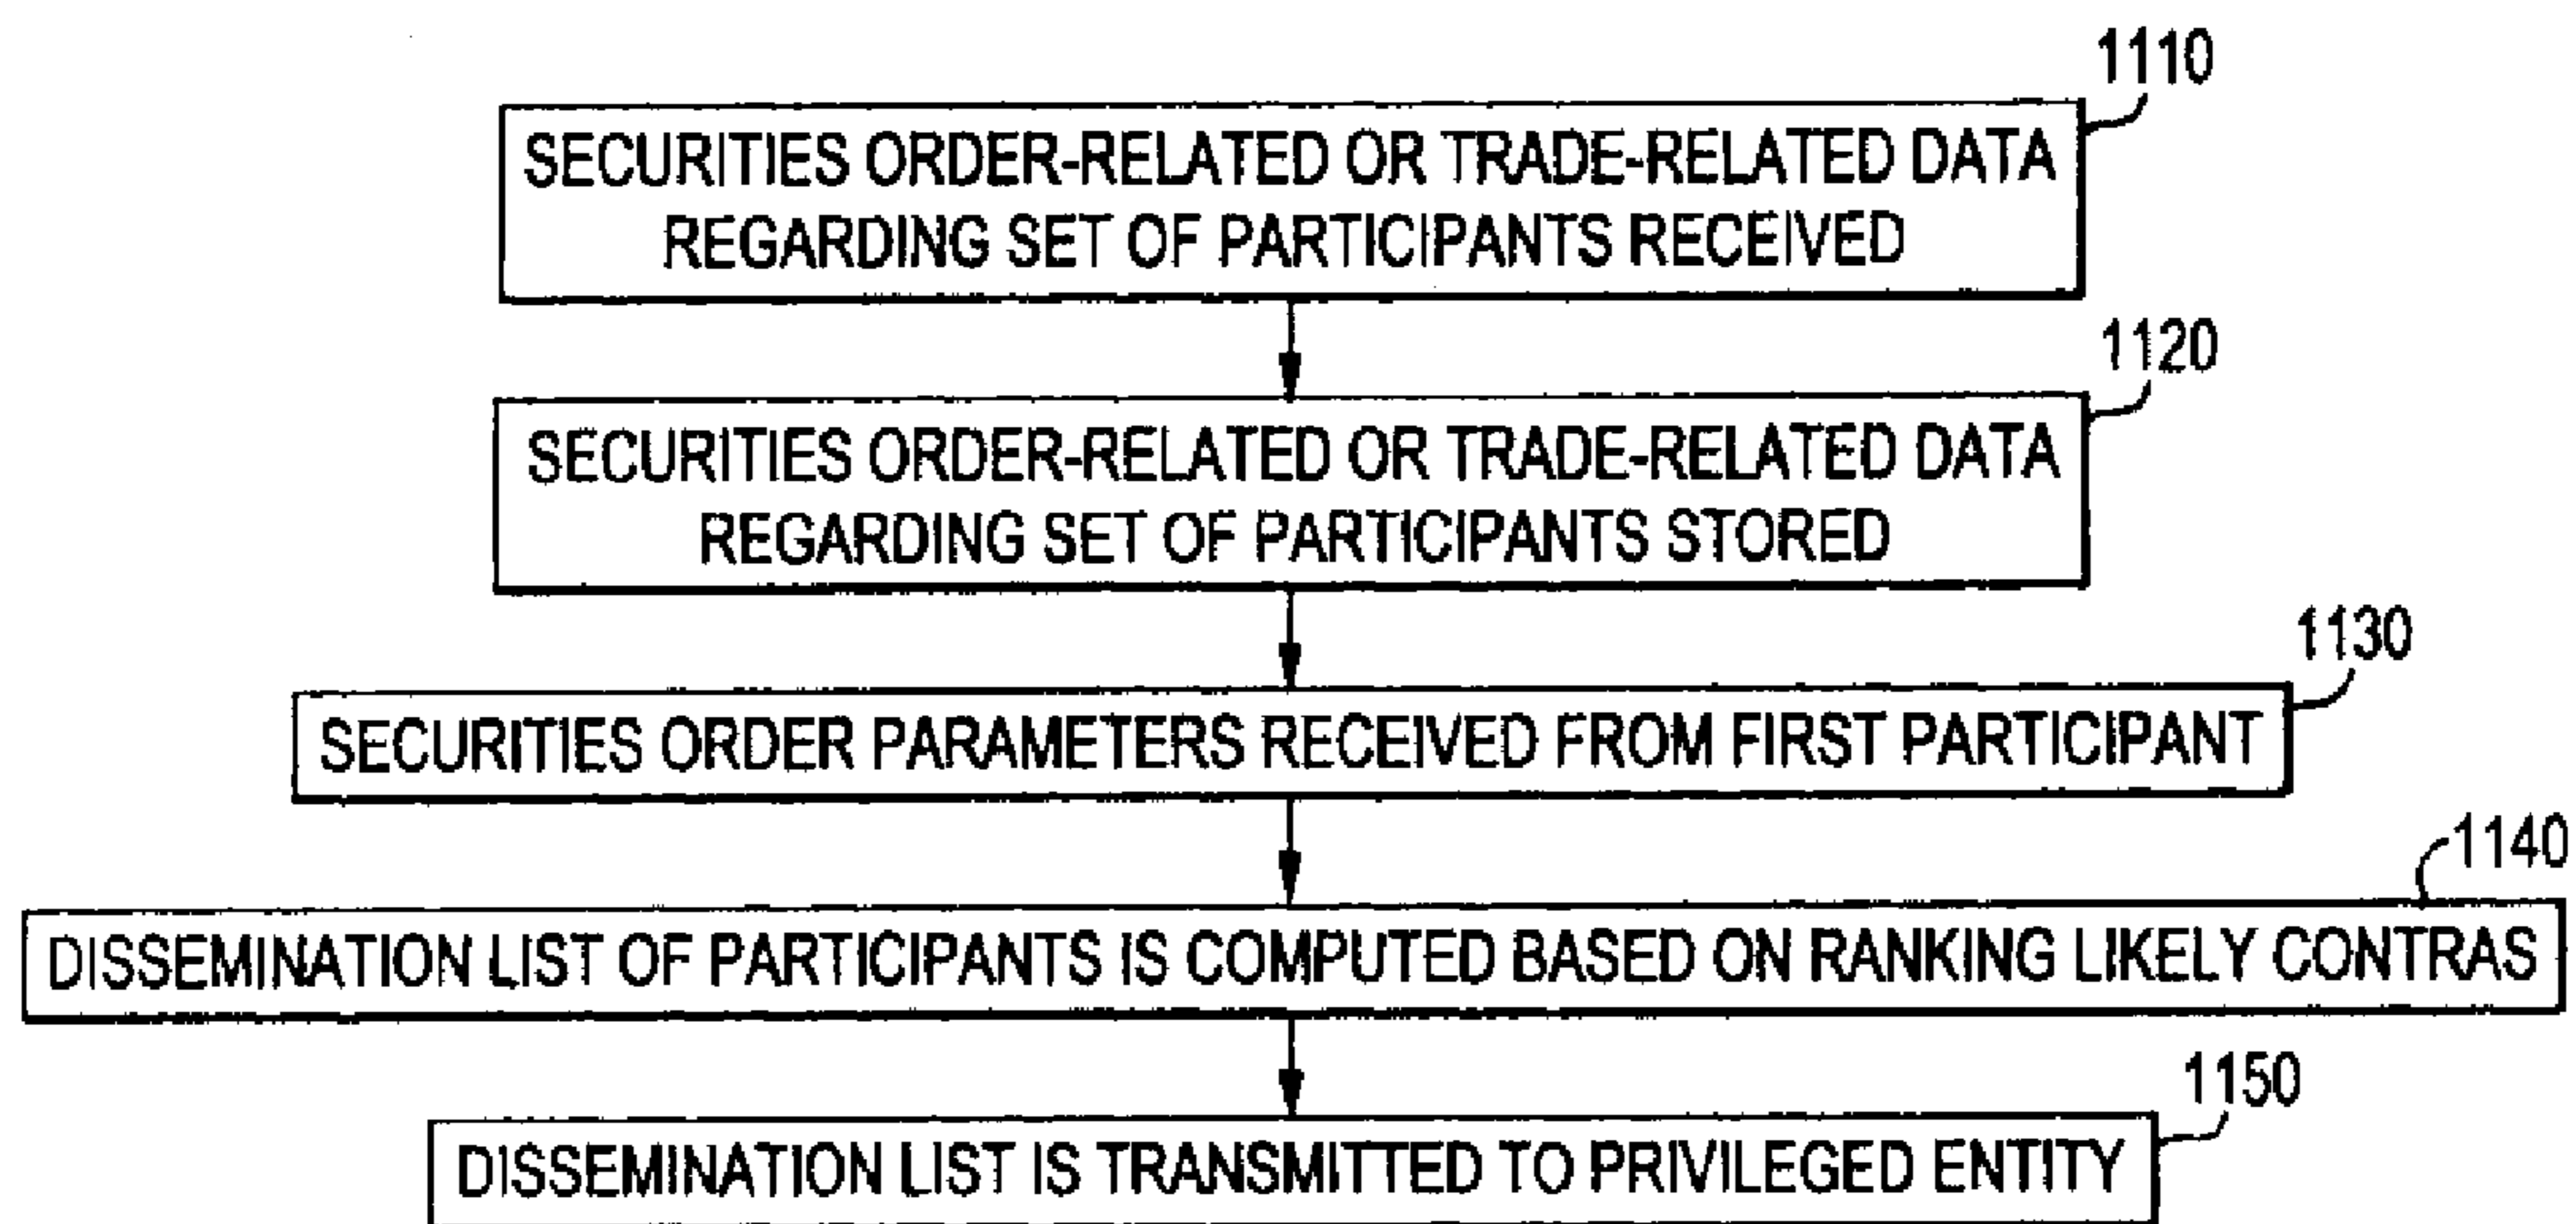 1110
SECURITIES ORDER-RELATED OR TRADE-RELATED DATA
REGARDING SET OF PARTICIPANTS RECEIVED
1120
SECURITIES ORDER-RELATED OR TRADE-RELATED DATA
REGARDING SET OF PARTICIPANTS STORED
1130
SECURITIES ORDER PARAMETERS RECEIVED FROM FIRST PARTICIPANT
1140
DISSEMINATION LIST OF PARTICIPANTS IS COMPUTED BASED ON RANKING LIKELY CONTRAS
1150
DISSEMINATION LIST IS TRANSMITTED TO PRIVILEGED ENTITY